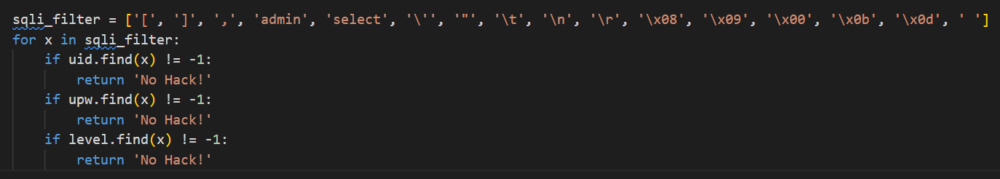 sqli_filter = ['[', ']', ',', 'admin', 'select', '\'', '"', '\t', '\n', '\r', '\x08', '\x09', '\x00', '\x0b', '\x0d', ' ']
for x in sqli_filter:
    if uid.find(x) != -1:
        return 'No Hack!'
    if upw.find(x) != -1:
        return 'No Hack!'
    if level.find(x) != -1:
        return 'No Hack!'